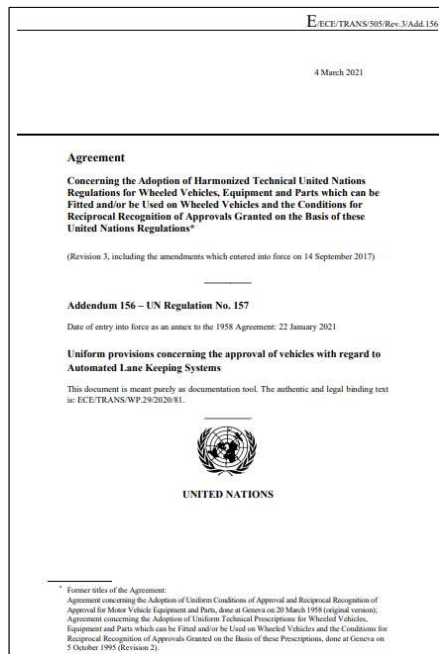 E/ECE/TRANS/505/Rev.3/Add.156
4 March 2021
Agreement
Concerning the Adoption of Harmonized Technical United Nations
Regulations for Wheeled Vehicles, Equipment and Parts which can be
Fitted and/or be Used on Wheeled Vehicles and the Conditions for
Reciprocal Recognition of Approvals Granted on the Basis of these
United Nations Regulations*
(Revision 3, including the amendments which entered into force on 14 September 2017)
Addendum 156 – UN Regulation No. 157
Date of entry into force as an annex to the 1958 Agreement: 22 January 2021
Uniform provisions concerning the approval of vehicles with regard to
Automated Lane Keeping Systems
This document is meant purely as documentation tool. The authentic and legal binding text
is: ECE/TRANS/WP.29/2020/81.
UNITED NATIONS
* Former titles of the Agreement:
Agreement concerning the Adoption of Uniform Conditions of Approval and Reciprocal Recognition of
Approval for Motor Vehicle Equipment and Parts, done at Geneva on 20 March 1958 (original version);
Agreement concerning the Adoption of Uniform Technical Prescriptions for Wheeled Vehicles,
Equipment and Parts which can be Fitted and/or be Used on Wheeled Vehicles and the Conditions for
Reciprocal Recognition of Approvals Granted on the Basis of these Prescriptions, done at Geneva on
5 October 1995 (Revision 2).